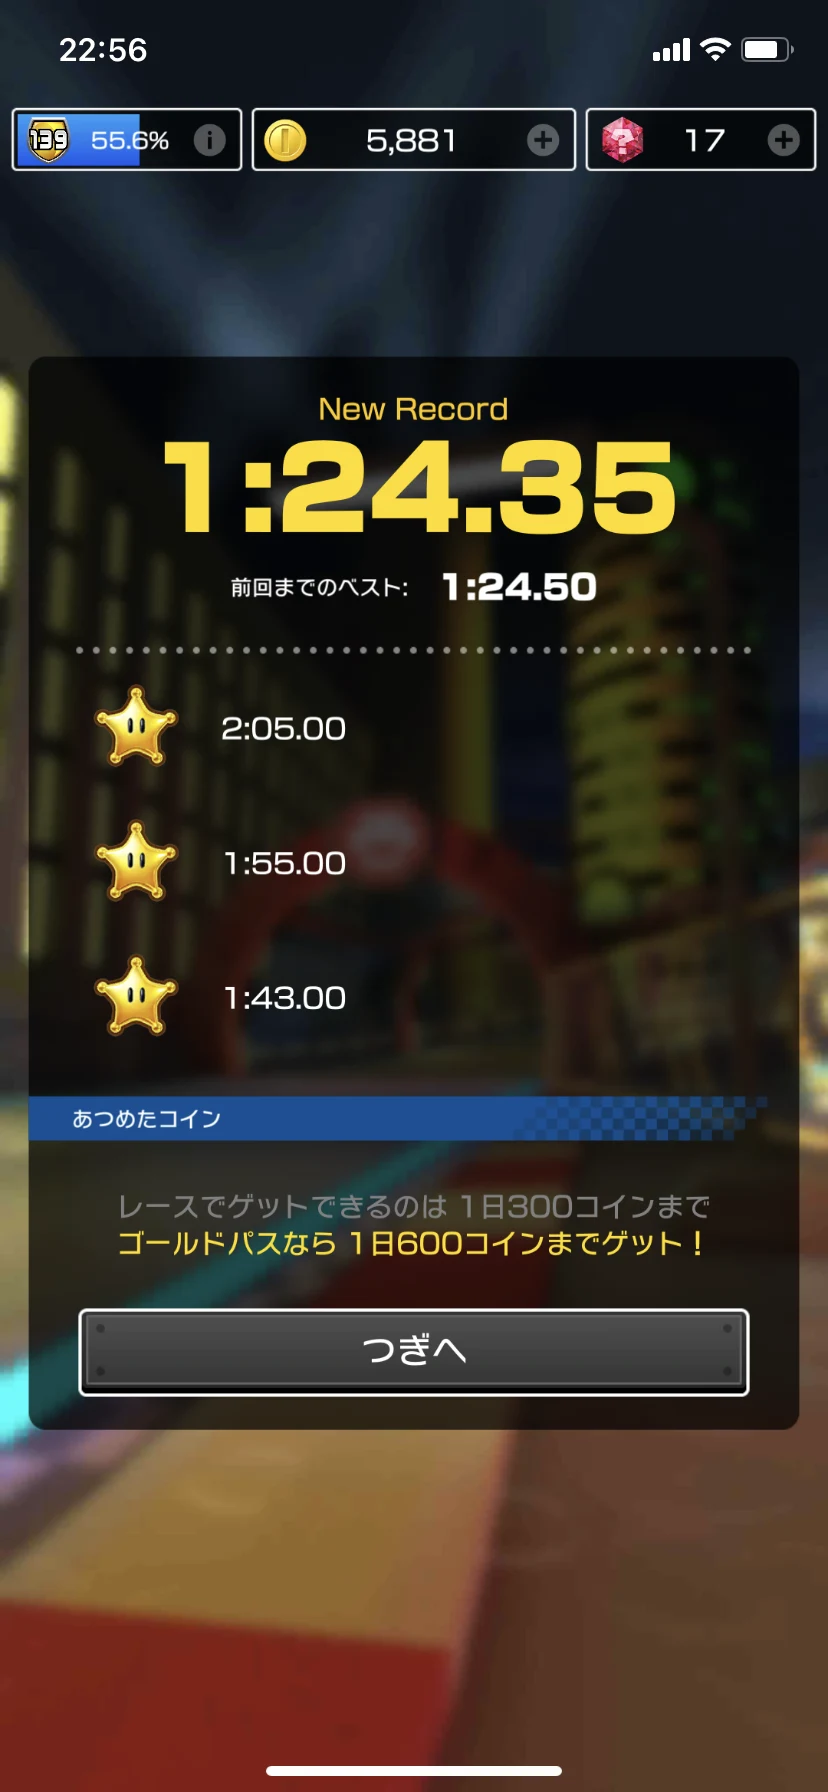 22:56
139 55.6% i 5,881 + ? 17 +
New Record
1:24.35
前回までのベスト: 1:24.50
2:05.00
1:55.00
1:43.00
あつめたコイン
レースでゲットできるのは 1日300コインまで
ゴールドパスなら 1日600コインまでゲット！
つぎへ